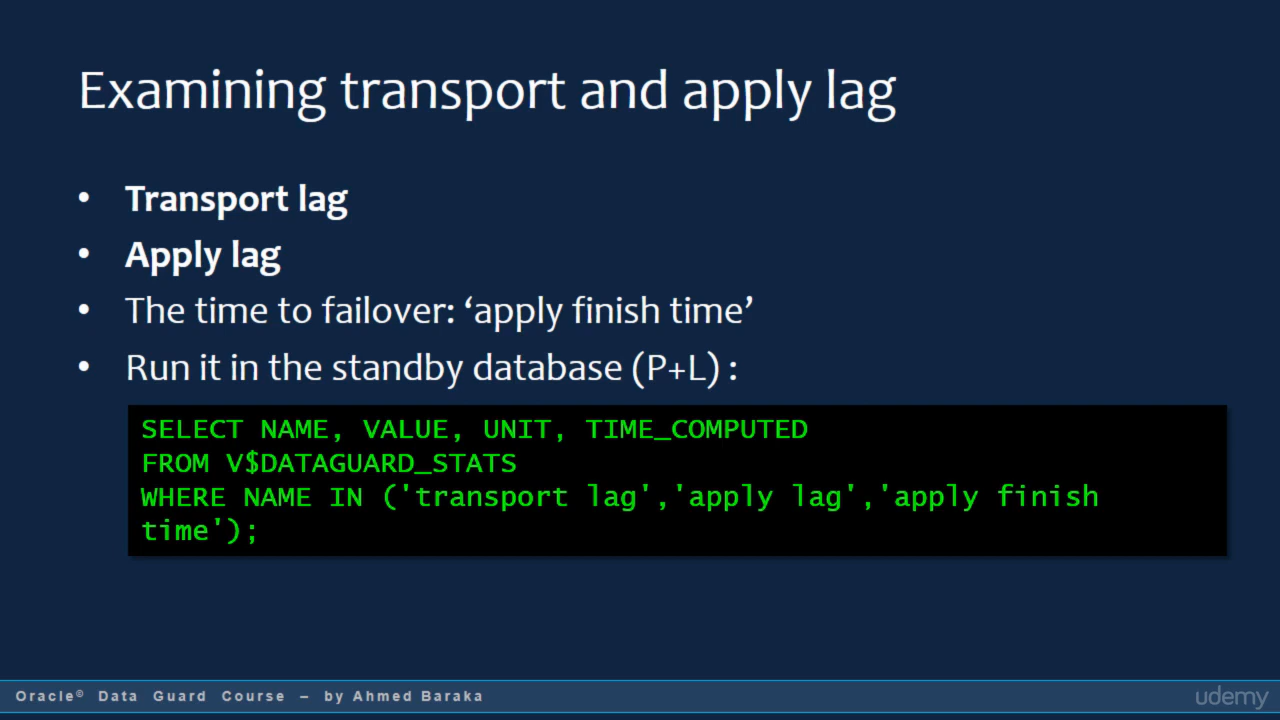 Examining transport and apply lag
• Transport lag
• Apply lag
• The time to failover: ‘apply finish time’
• Run it in the standby database (P+L) :
SELECT NAME, VALUE, UNIT, TIME_COMPUTED
FROM V$DATAGUARD_STATS
WHERE NAME IN ('transport lag','apply lag','apply finish
time');
Oracle© Data Guard Course – by Ahmed Baraka
udemy